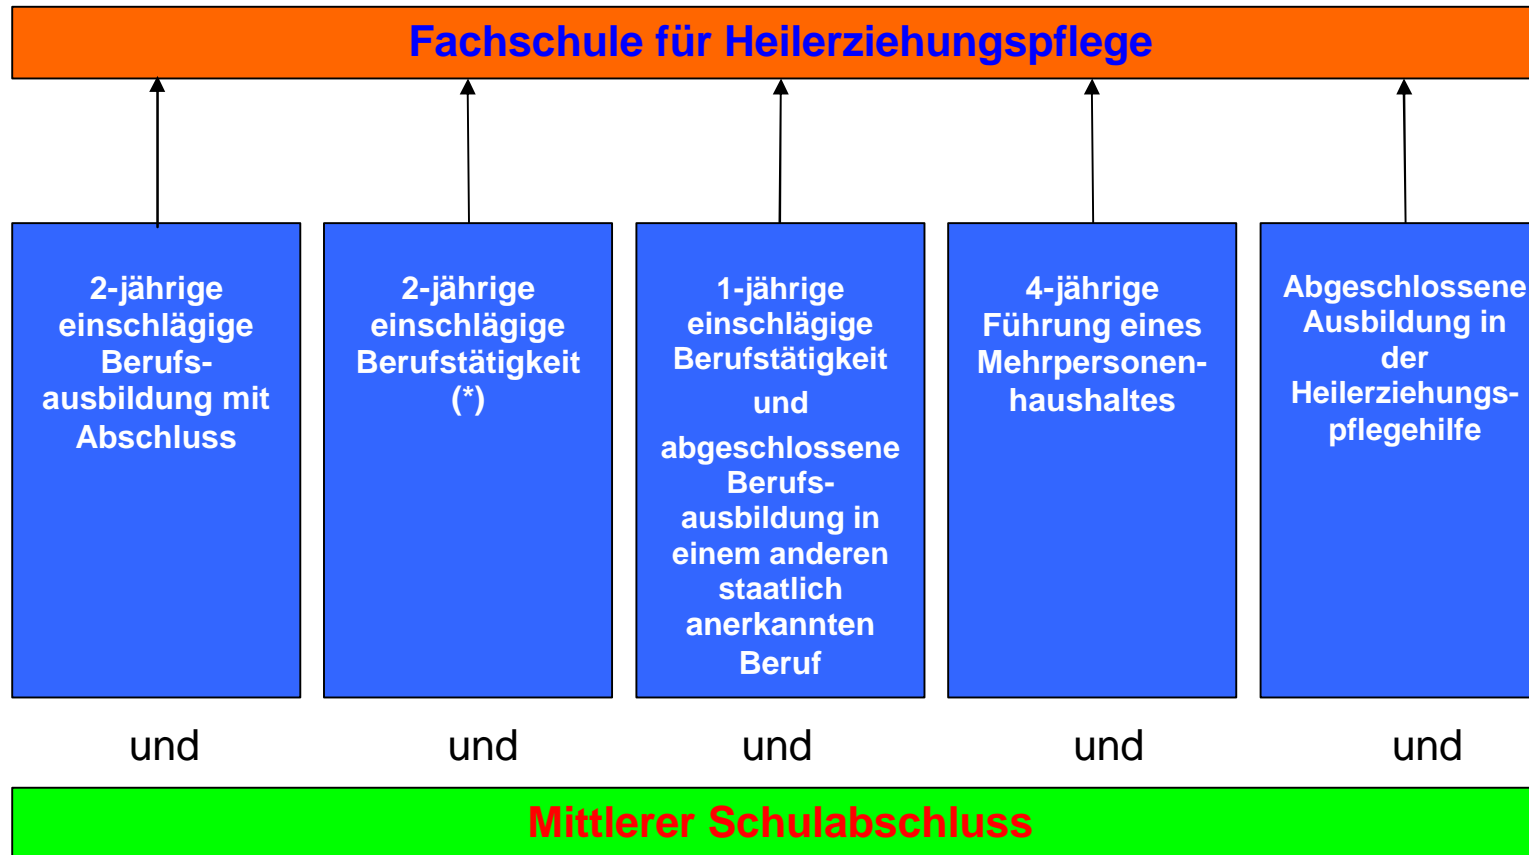 Fachschule für Heilerziehungspflege
2-jährige
einschlägige
Berufs-
ausbildung mit
Abschluss
2-jährige
einschlägige
Berufstätigkeit
(*)
1-jährige
einschlägige
Berufstätigkeit
und
abgeschlossene
Berufs-
ausbildung in
einem anderen
staatlich
anerkannten
Beruf
4-jährige
Führung eines
Mehrpersonen-
haushaltes
Abgeschlossene
Ausbildung in
der
Heilerziehungs-
pflegehilfe
und und und und und
Mittlerer Schulabschluss